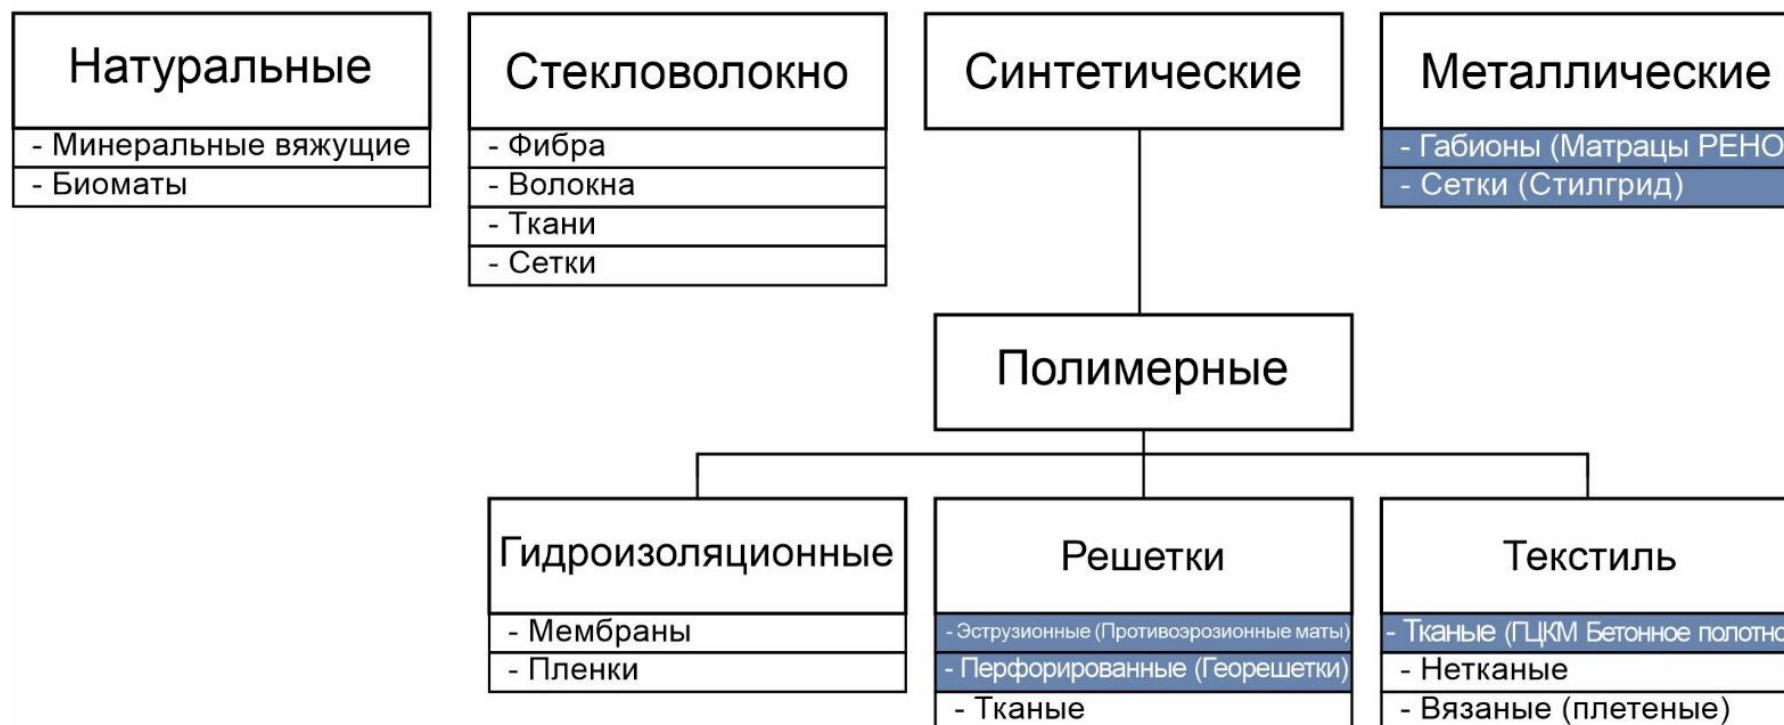 Натуральные
- Минеральные вяжущие
- Биоматы
Стекловолокно
- Фибра
- Волокна
- Ткани
- Сетки
Синтетические
Металлические
- Габионы (Матрацы РЕНО
- Сетки (Стилгрид)
Полимерные
Гидроизоляционные
- Мембраны
- Пленки
Решетки
- Эструзионные (Противоэрозионные маты)
- Перфорированные (Георешетки)
- Тканые
Текстиль
- Тканые (ГЦКМ Бетонное полотно
- Нетканые
- Вязаные (плетеные)